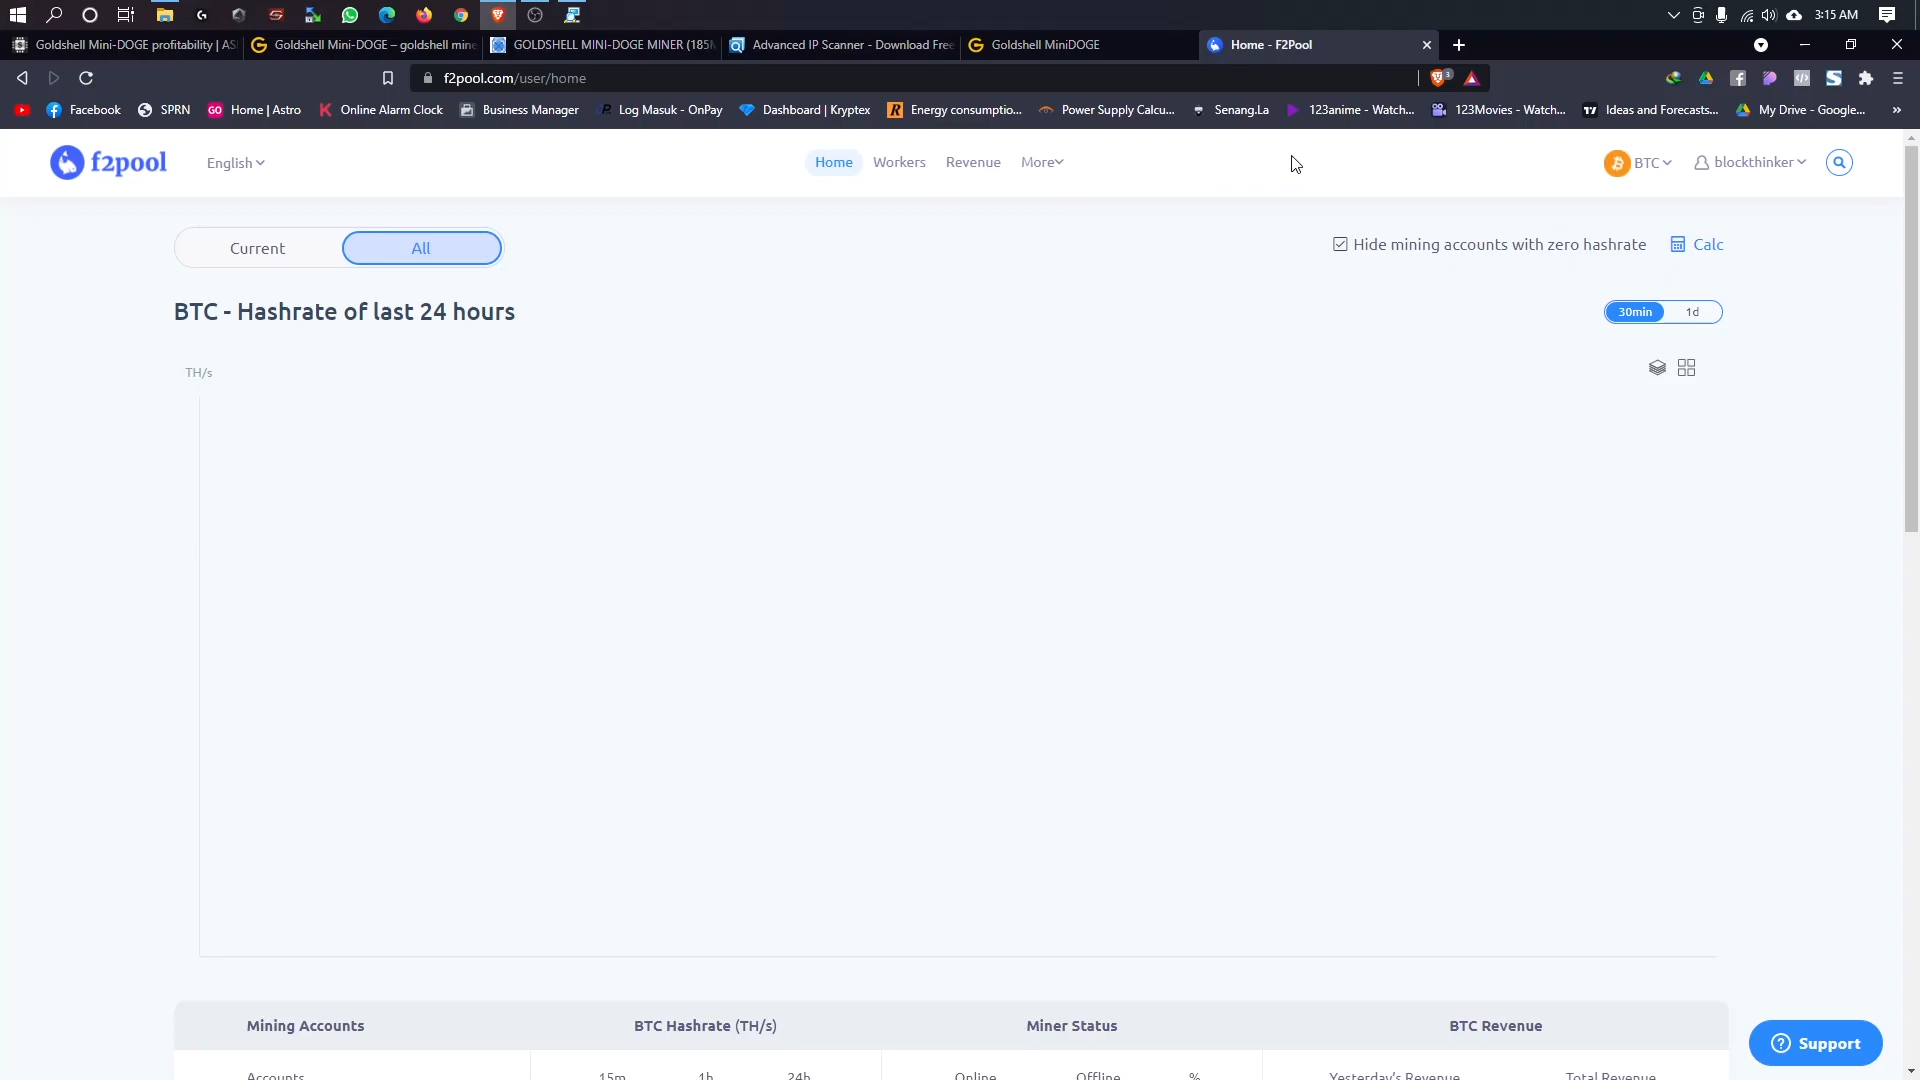 3:15 AM
Goldshell Mini-DOGE profitability | AS
Goldshell Mini-DOGE – goldshell mine
GOLDSHELL MINI-DOGE MINER (185M
Advanced IP Scanner - Download Free
Goldshell MiniDOGE
Home - F2Pool
f2pool.com/user/home
3
Facebook
SPRN
GO Home | Astro
K Online Alarm Clock
Business Manager
Log Masuk - OnPay
Dashboard | Kryptex
R Energy consumptio...
Power Supply Calcu...
Senang.La
123anime - Watch...
123Movies - Watch...
Ideas and Forecasts...
My Drive - Google...
»
f2pool
English
Home
Workers
Revenue
More
BTC
blockthinker
Current
All
Hide mining accounts with zero hashrate
Calc
BTC - Hashrate of last 24 hours
30min
1d
TH/s
Mining Accounts
BTC Hashrate (TH/s)
Miner Status
BTC Revenue
Accounts
15m
1h
24h
Online
Offline
%
Yesterday's Revenue
Total Revenue
Support